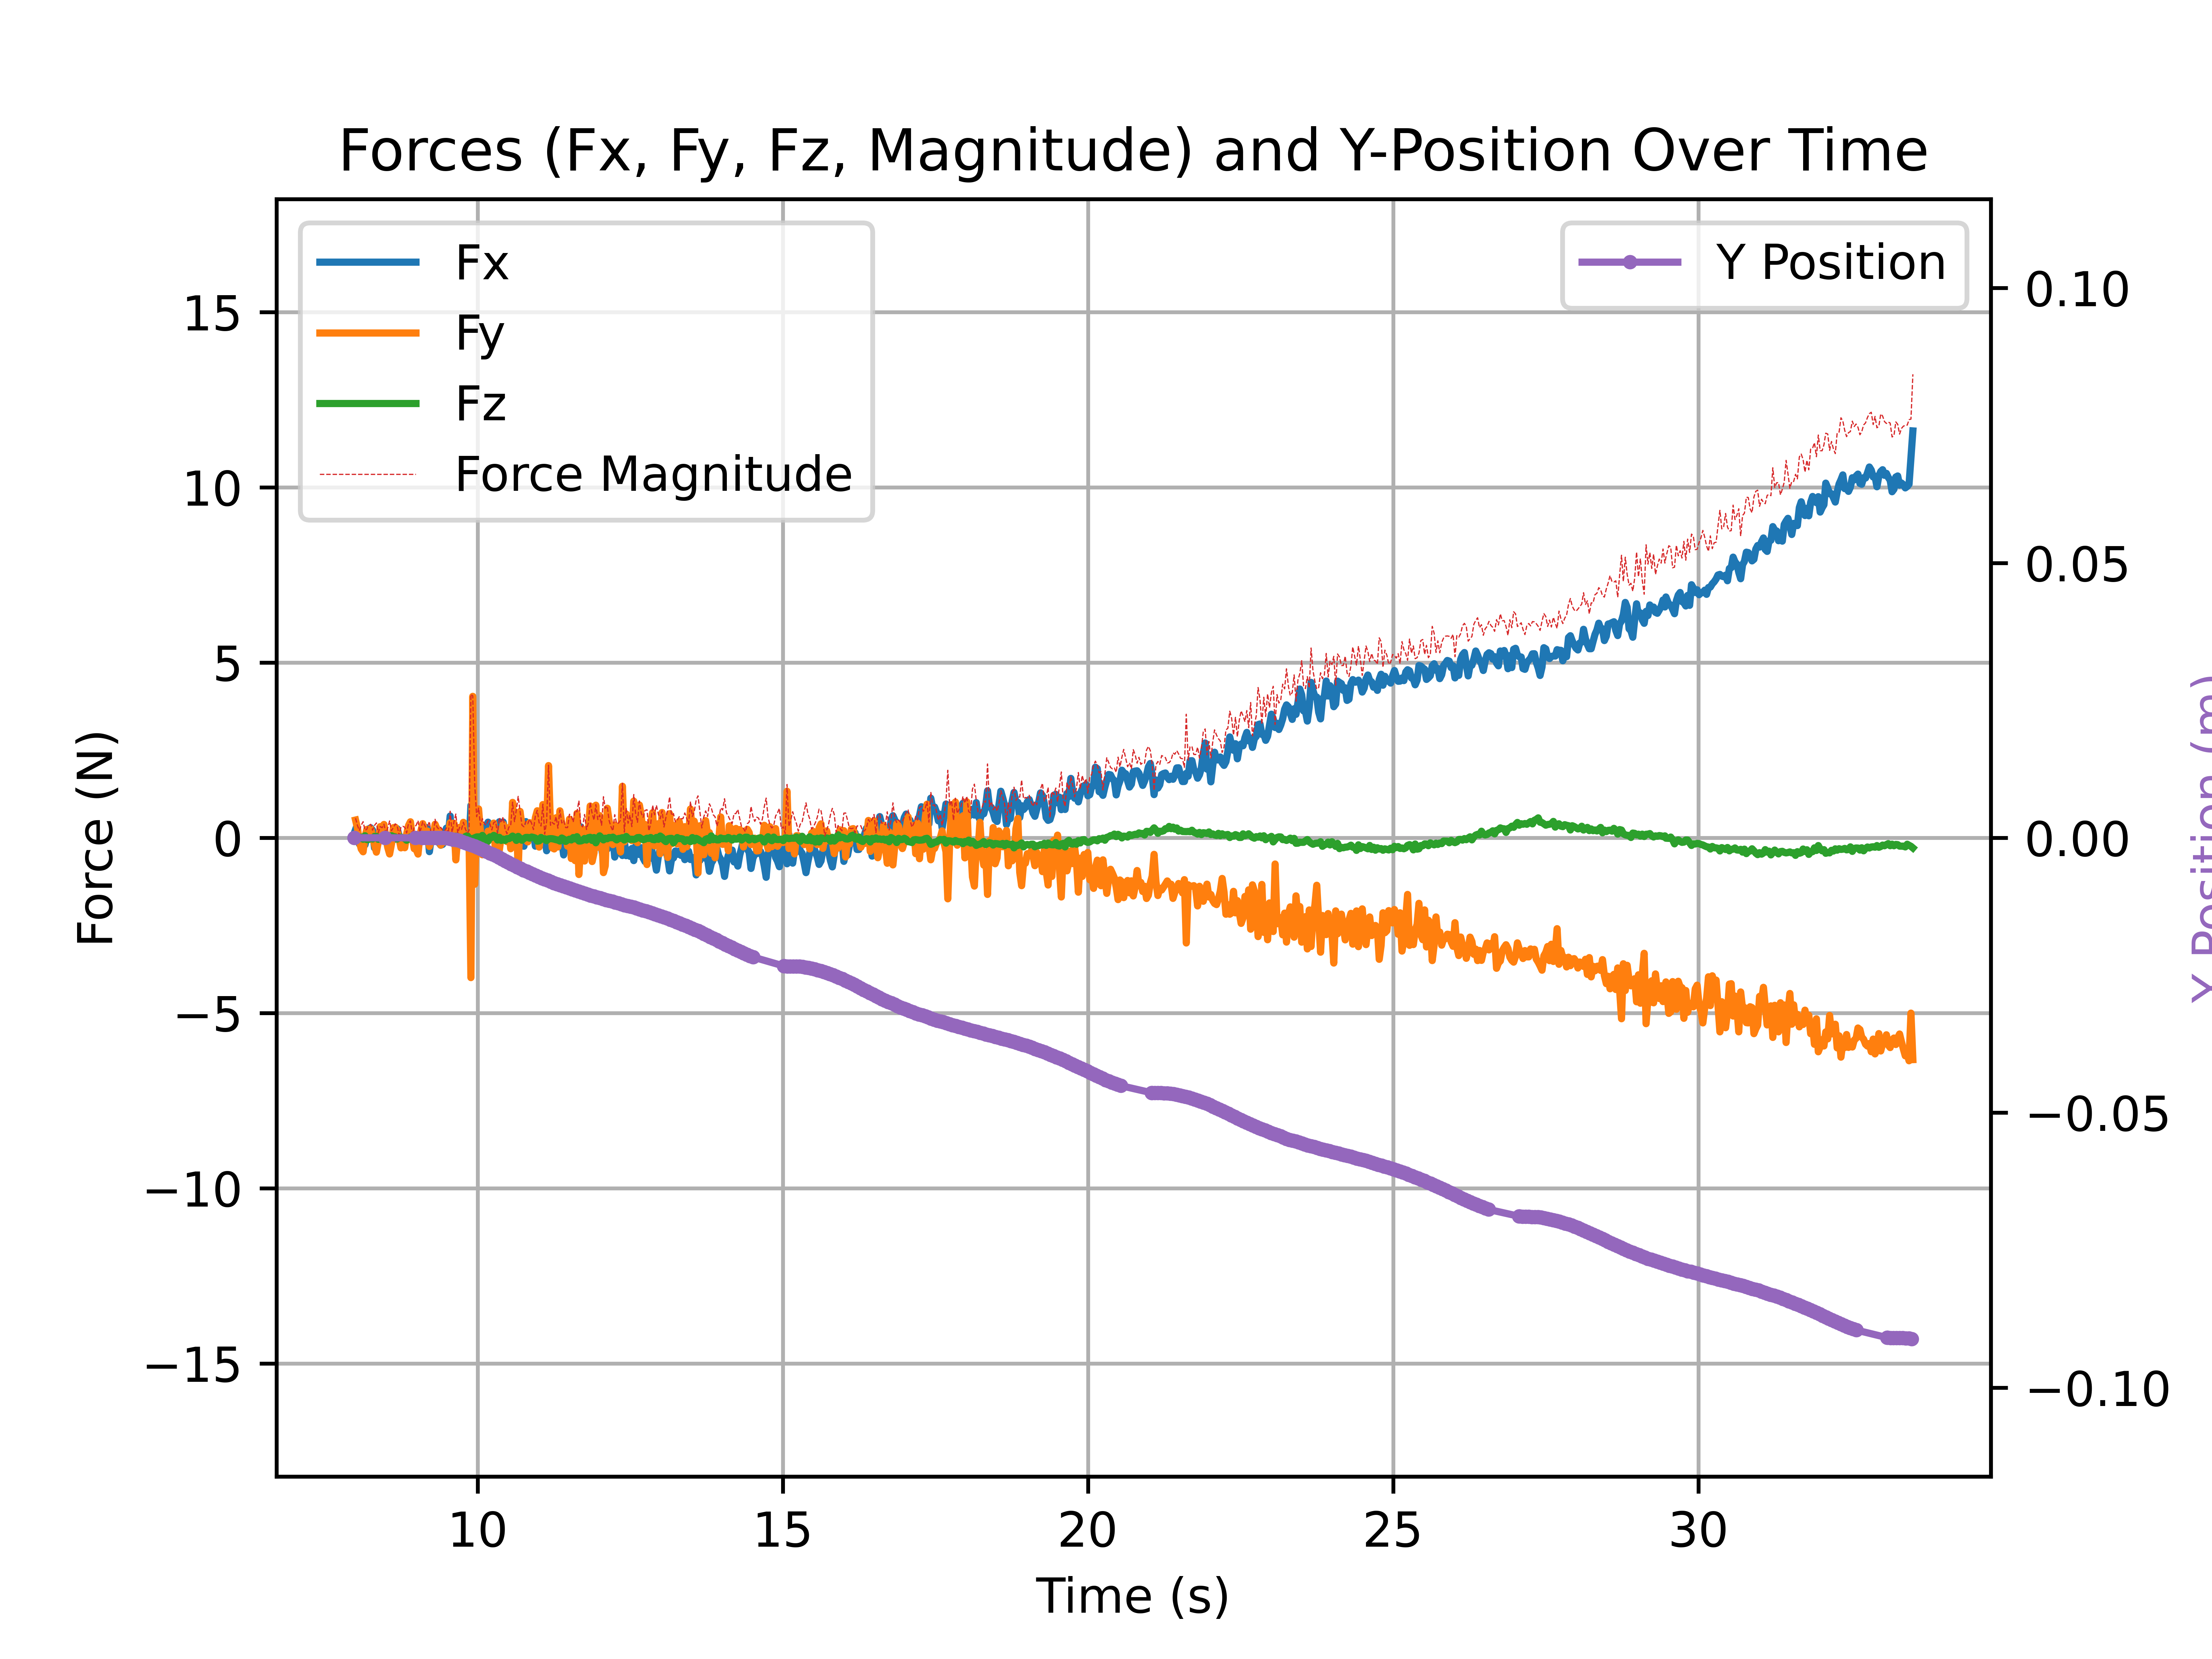 Forces (Fx, Fy, Fz, Magnitude) and Y-Position Over Time
Fx
Fy
Fz
Force Magnitude
Y Position
15
10
5
0
−5
−10
−15
Force (N)
0.10
0.05
0.00
−0.05
−0.10
Y Position (m)
10
15
20
25
30
Time (s)